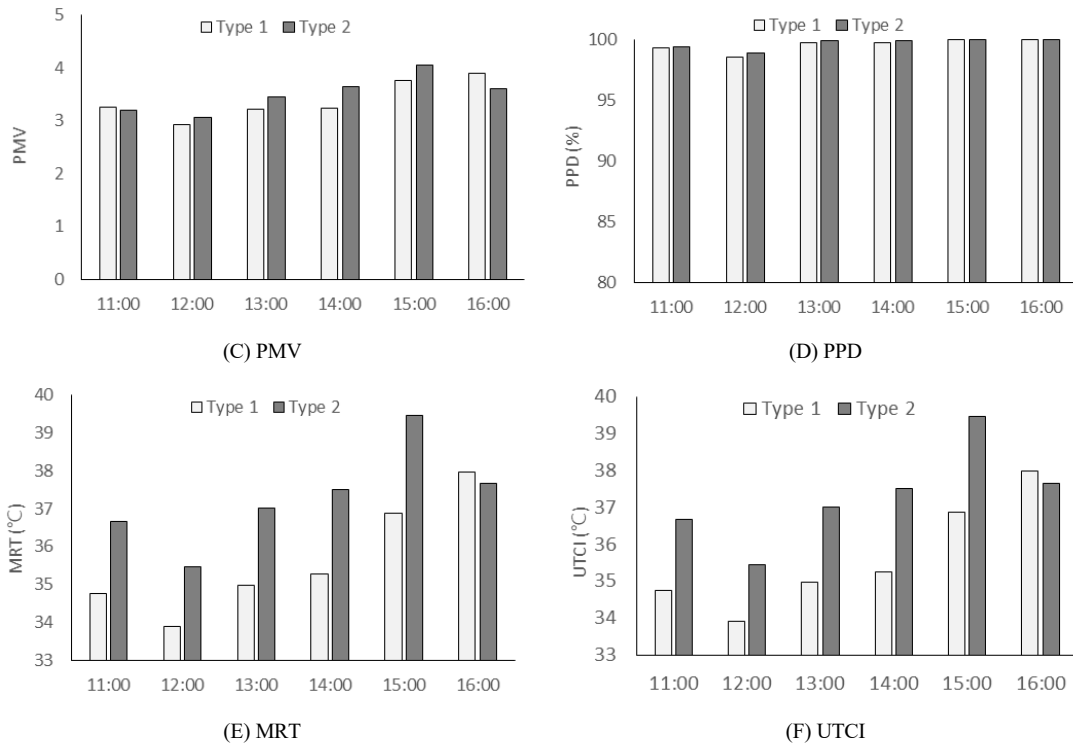 Type 1 Type 2
5
4
3
2
1
0
PMV
11:00 12:00 13:00 14:00 15:00 16:00
(C) PMV
Type 1 Type 2
100
95
90
85
80
PPD (%)
11:00 12:00 13:00 14:00 15:00 16:00
(D) PPD
Type 1 Type 2
40
39
38
37
36
35
34
33
MRT (℃)
11:00 12:00 13:00 14:00 15:00 16:00
(E) MRT
Type 1 Type 2
40
39
38
37
36
35
34
33
UTCI (℃)
11:00 12:00 13:00 14:00 15:00 16:00
(F) UTCI